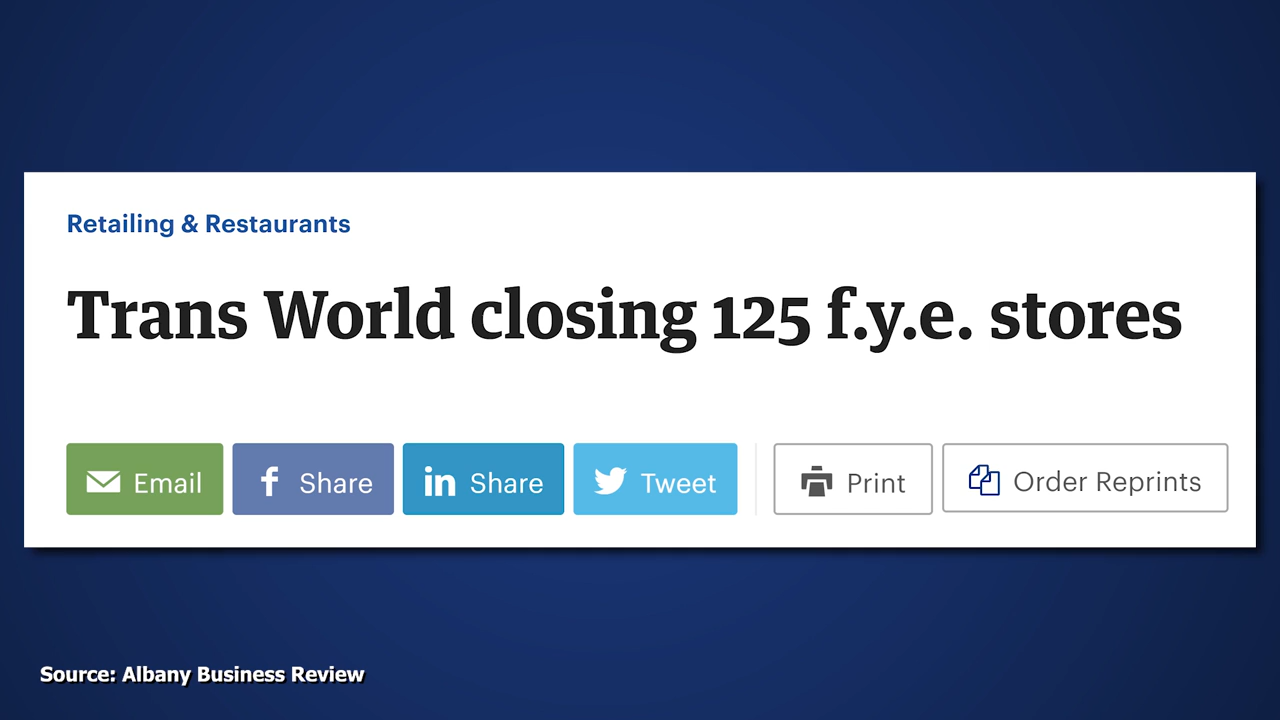 Retailing & Restaurants
Trans World closing 125 f.y.e. stores
Email Share Share Tweet Print Order Reprints
Source: Albany Business Review